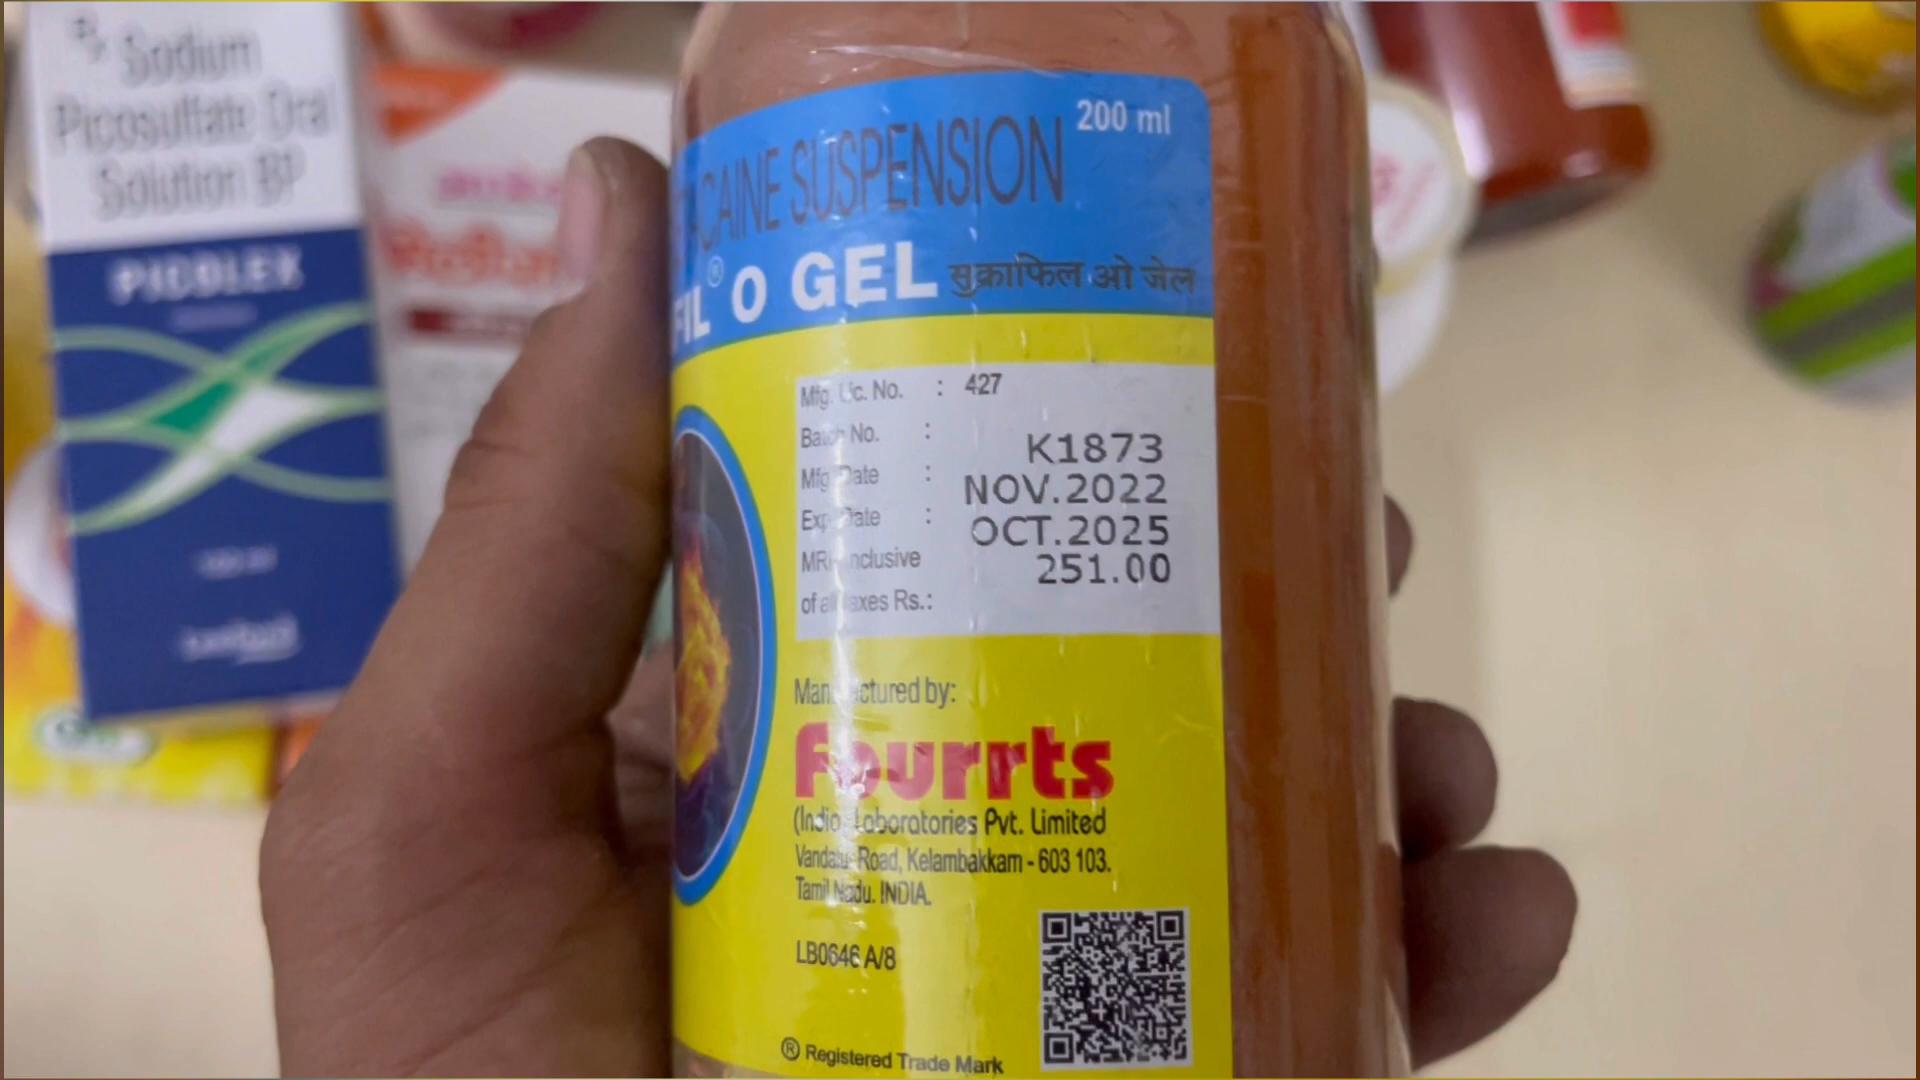 Rx Sodium
Picosulfate Oral
Solution BP
PICOLEX
200 ml
CAINE SUSPENSION
FIL® O GEL सुक्राफिल ओ जेल
Mfg. Lic. No. : 427
Batch No. : K1873
Mfg Date : NOV.2022
Exp Date : OCT.2025
MRP Inclusive 251.00
of all taxes Rs.:
Manufactured by:
fourrts
(India) Laboratories Pvt. Limited
Vandalur Road, Kelambakkam - 603 103.
Tamil Nadu. INDIA.
LB0646 A/8
® Registered Trade Mark